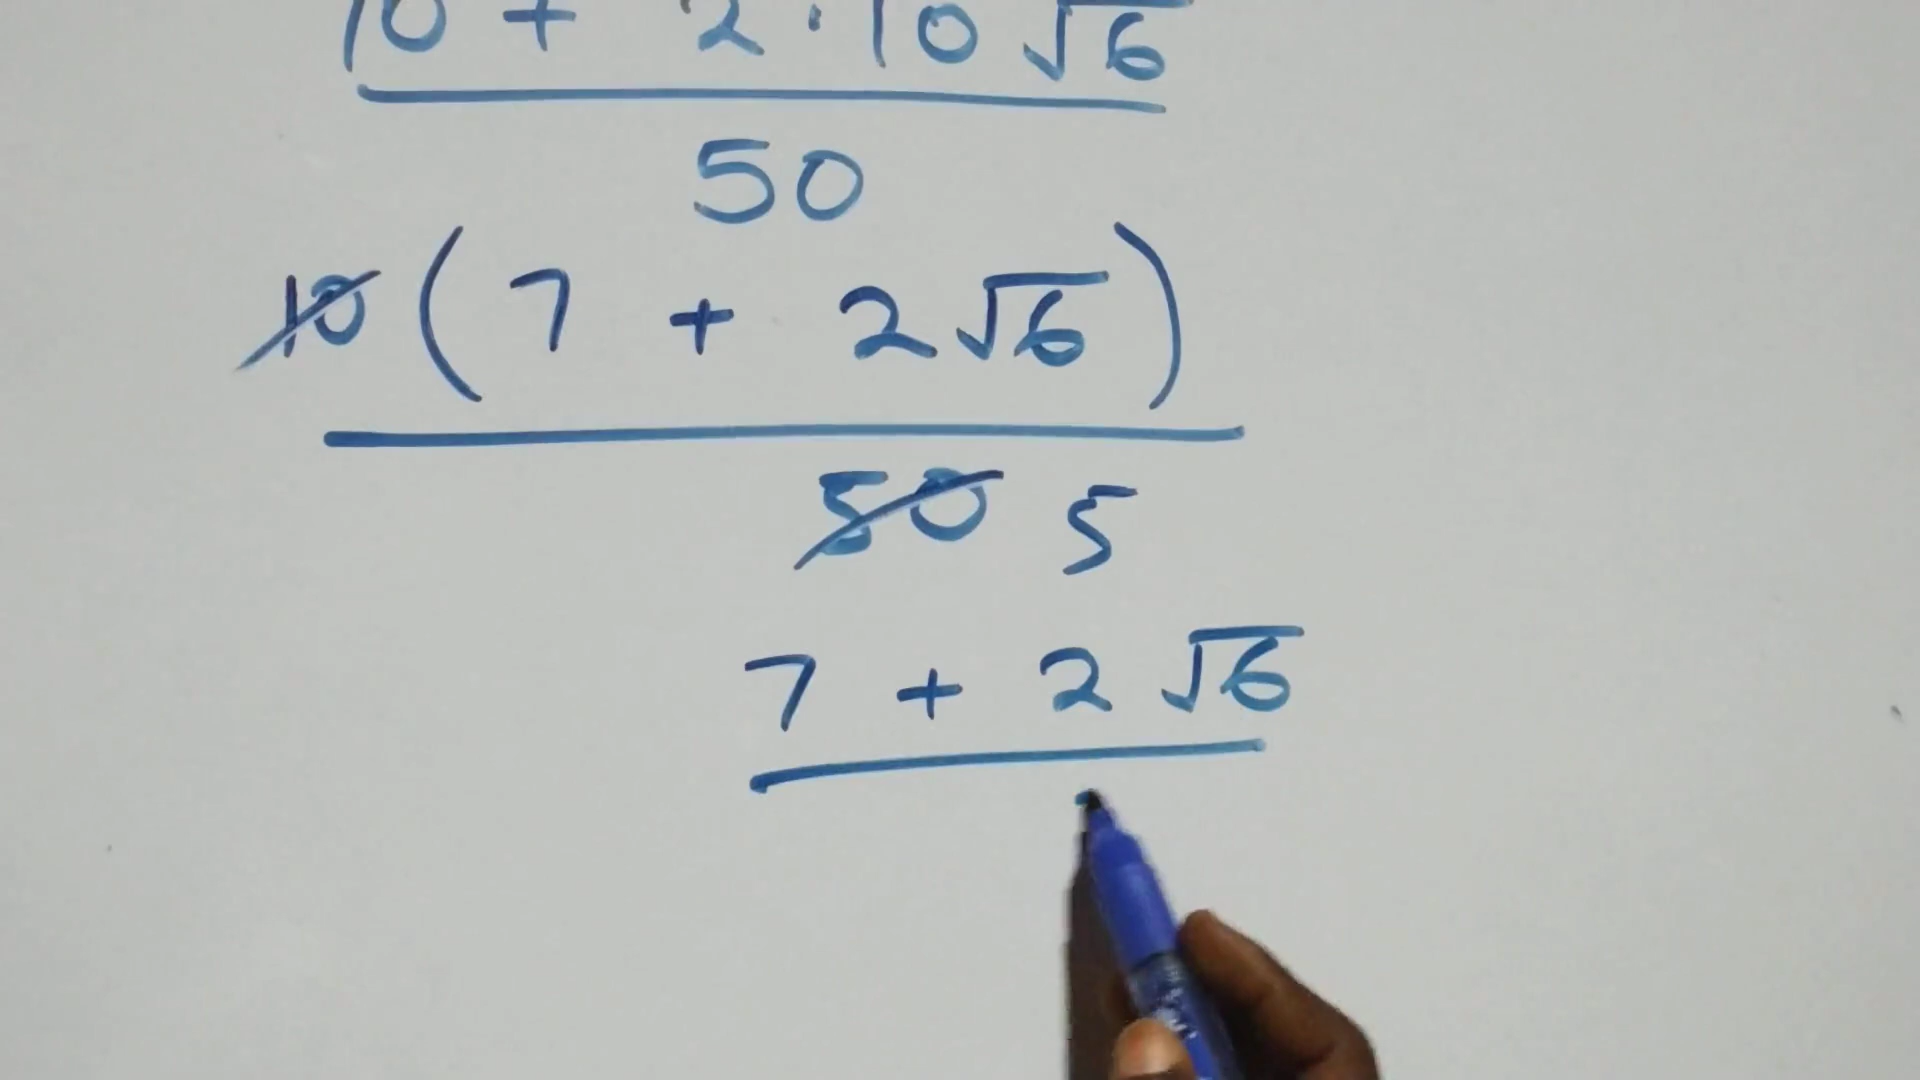 10 + 2 · 10 √6
50
10 ( 7 + 2 √6 )
50 5
7 + 2 √6